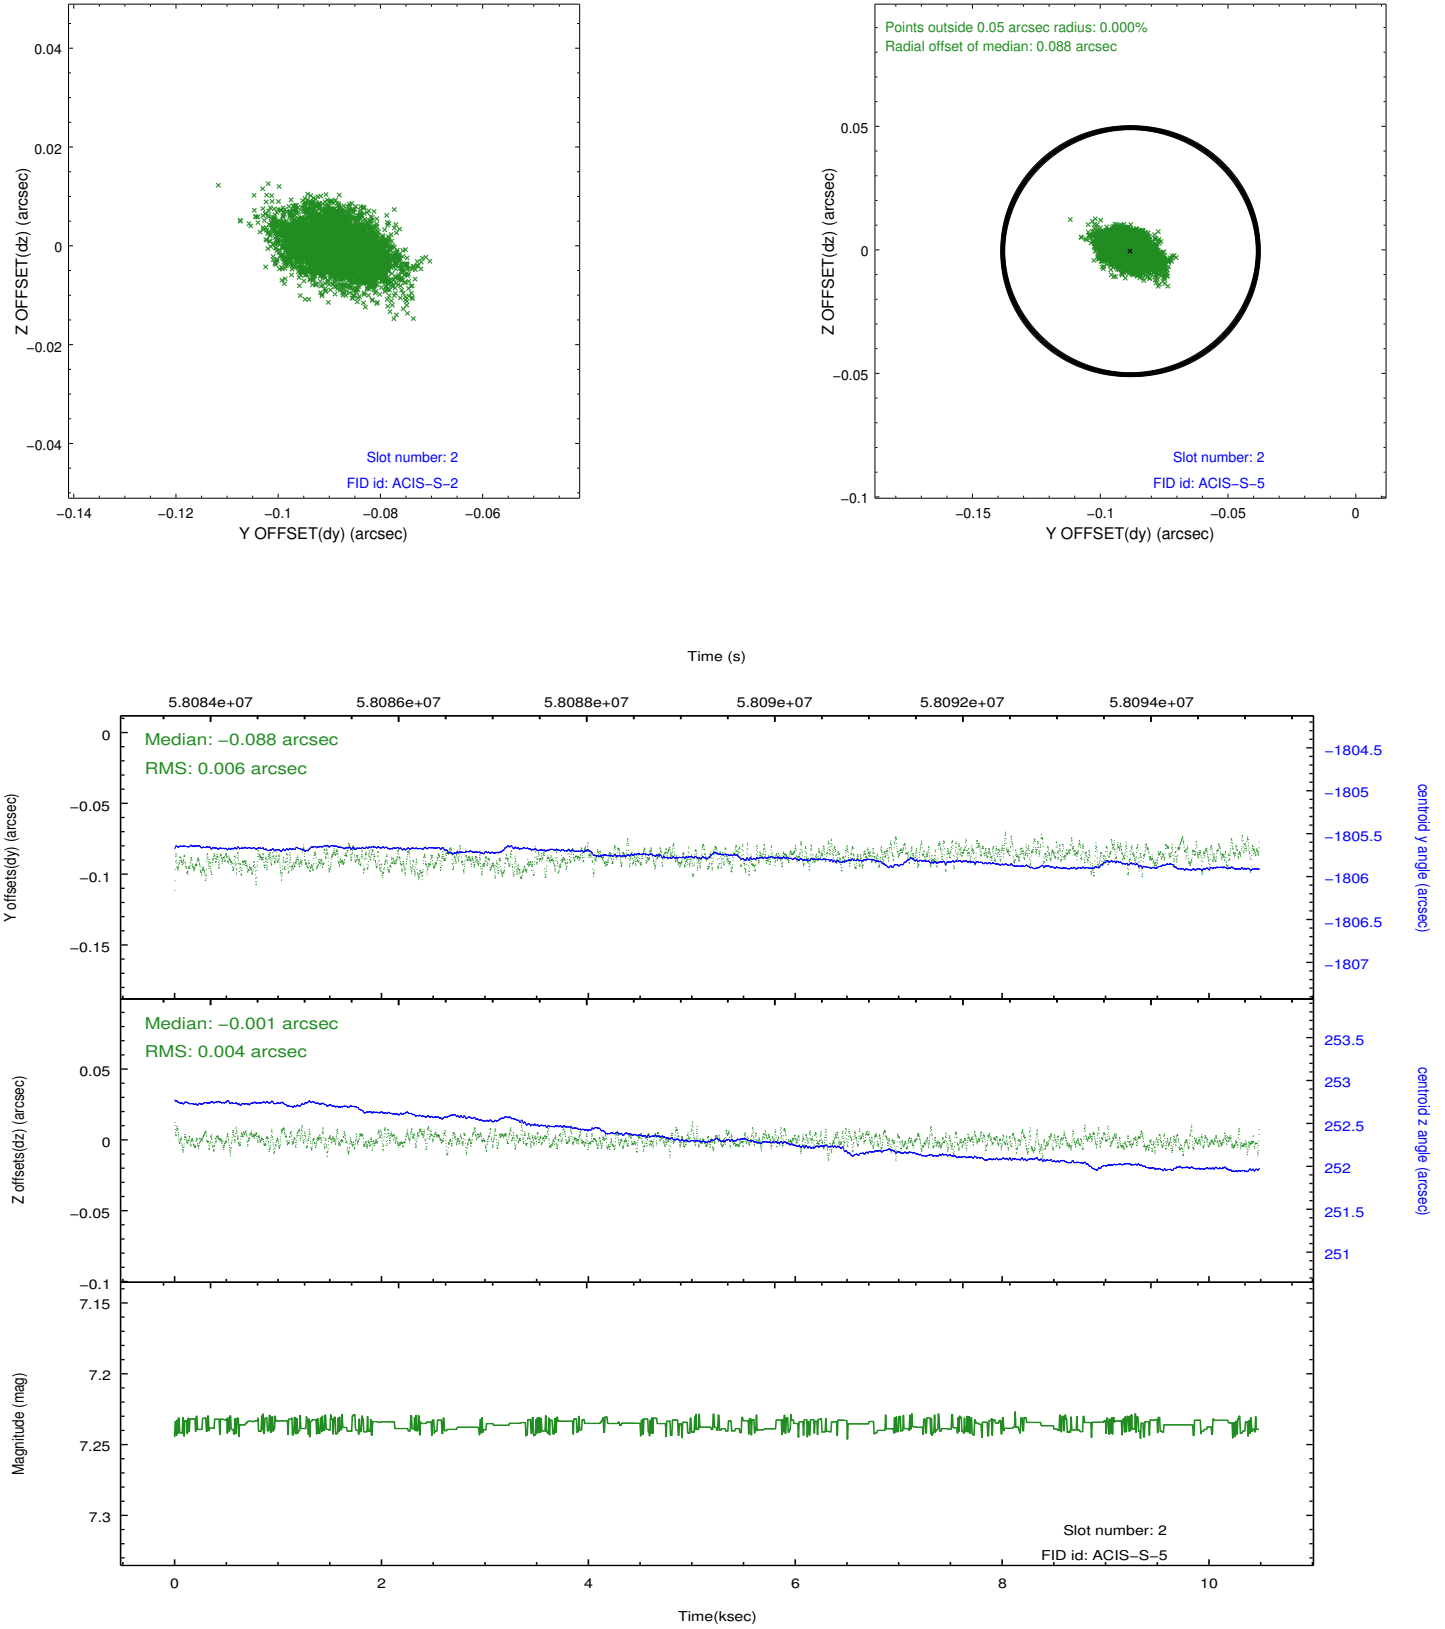 0.04
0.02
0
−0.02
−0.04
Z OFFSET(dz) (arcsec)
Slot number: 2
FID id: ACIS−S−2
−0.14
−0.12
−0.1
−0.08
−0.06
Y OFFSET(dy) (arcsec)
Points outside 0.05 arcsec radius: 0.000%
Radial offset of median: 0.088 arcsec
0.05
0
−0.05
−0.1
Z OFFSET(dz) (arcsec)
Slot number: 2
FID id: ACIS−S−5
−0.15
−0.1
−0.05
0
Y OFFSET(dy) (arcsec)
Time (s)
5.8084e+07
5.8086e+07
5.8088e+07
5.809e+07
5.8092e+07
5.8094e+07
Median: −0.088 arcsec
RMS: 0.006 arcsec
0
−0.05
−0.1
−0.15
Y offsets(dy) (arcsec)
−1804.5
−1805
−1805.5
−1806
−1806.5
−1807
centroid y angle (arcsec)
Median: −0.001 arcsec
RMS: 0.004 arcsec
0.05
0
−0.05
−0.1
Z offsets(dz) (arcsec)
253.5
253
252.5
252
251.5
251
centroid z angle (arcsec)
7.15
7.2
7.25
7.3
Magnitude (mag)
Slot number: 2
FID id: ACIS−S−5
0
2
4
6
8
10
Time(ksec)